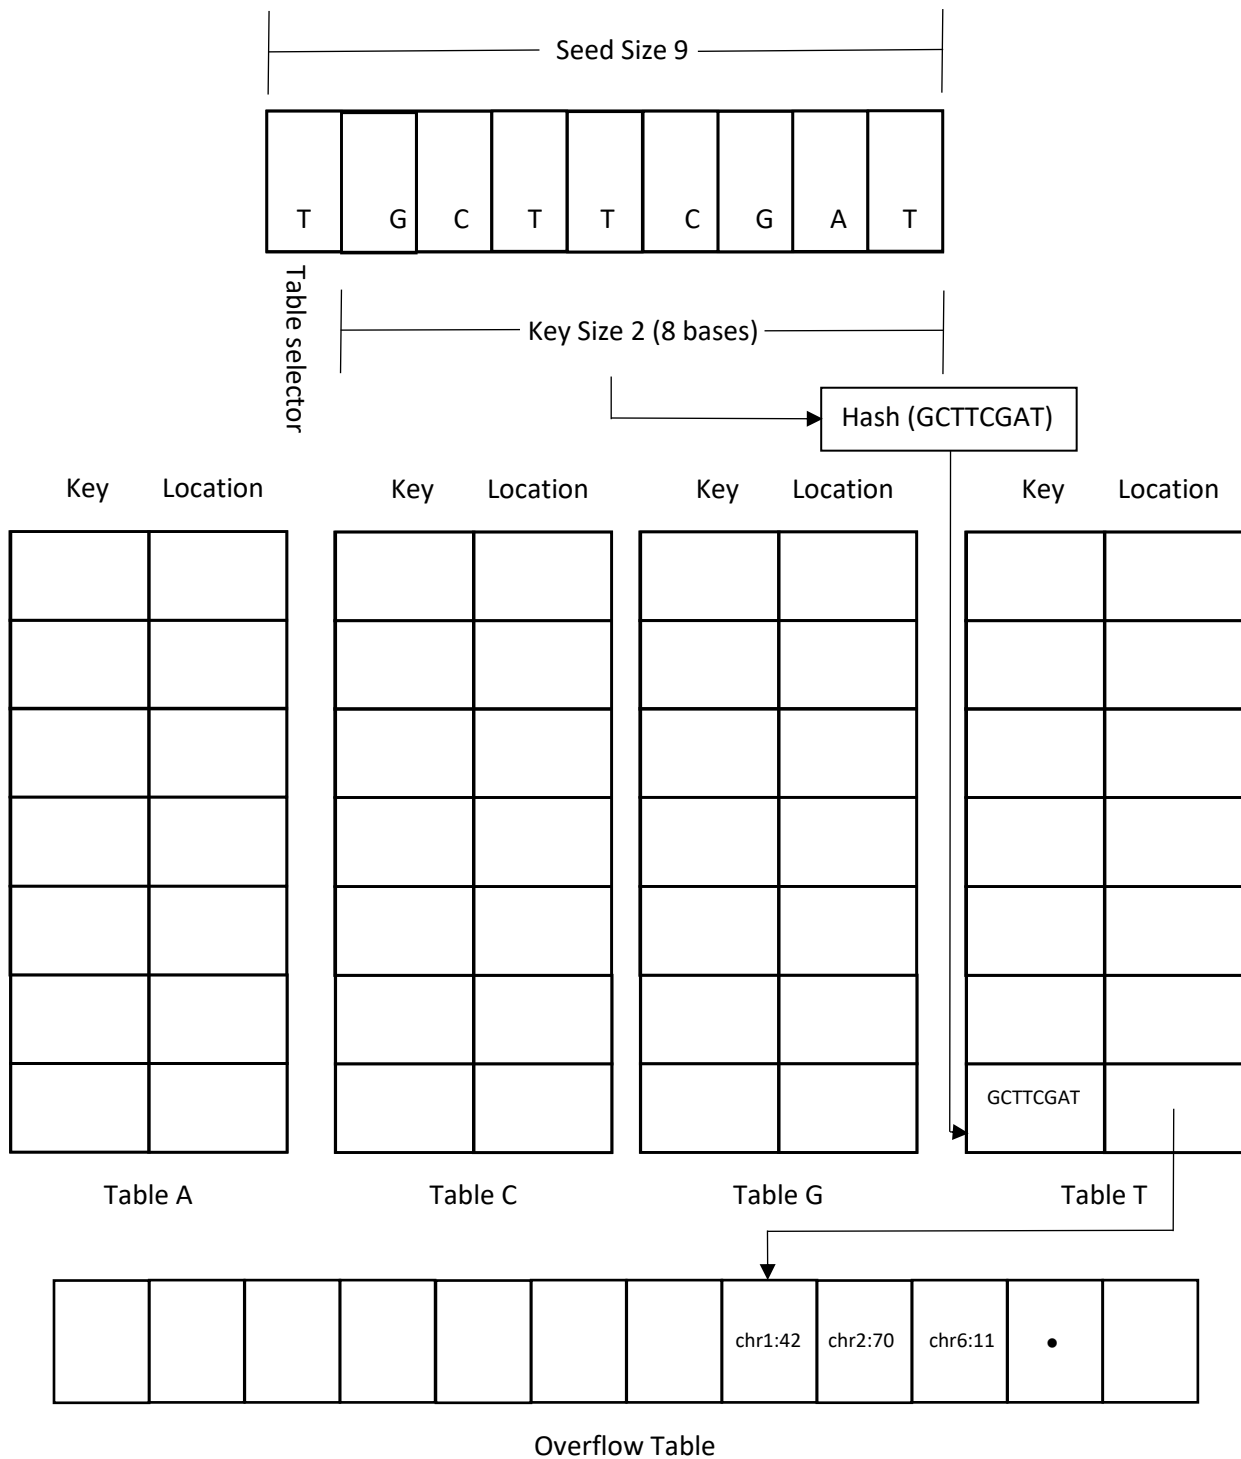 Seed Size 9
T G C T T C G A T
Table selector
Key Size 2 (8 bases)
Hash (GCTTCGAT)
Key Location Key Location Key Location Key Location
GCTTCGAT
Table A Table C Table G Table T
chr1:42 chr2:70 chr6:11 •
Overflow Table